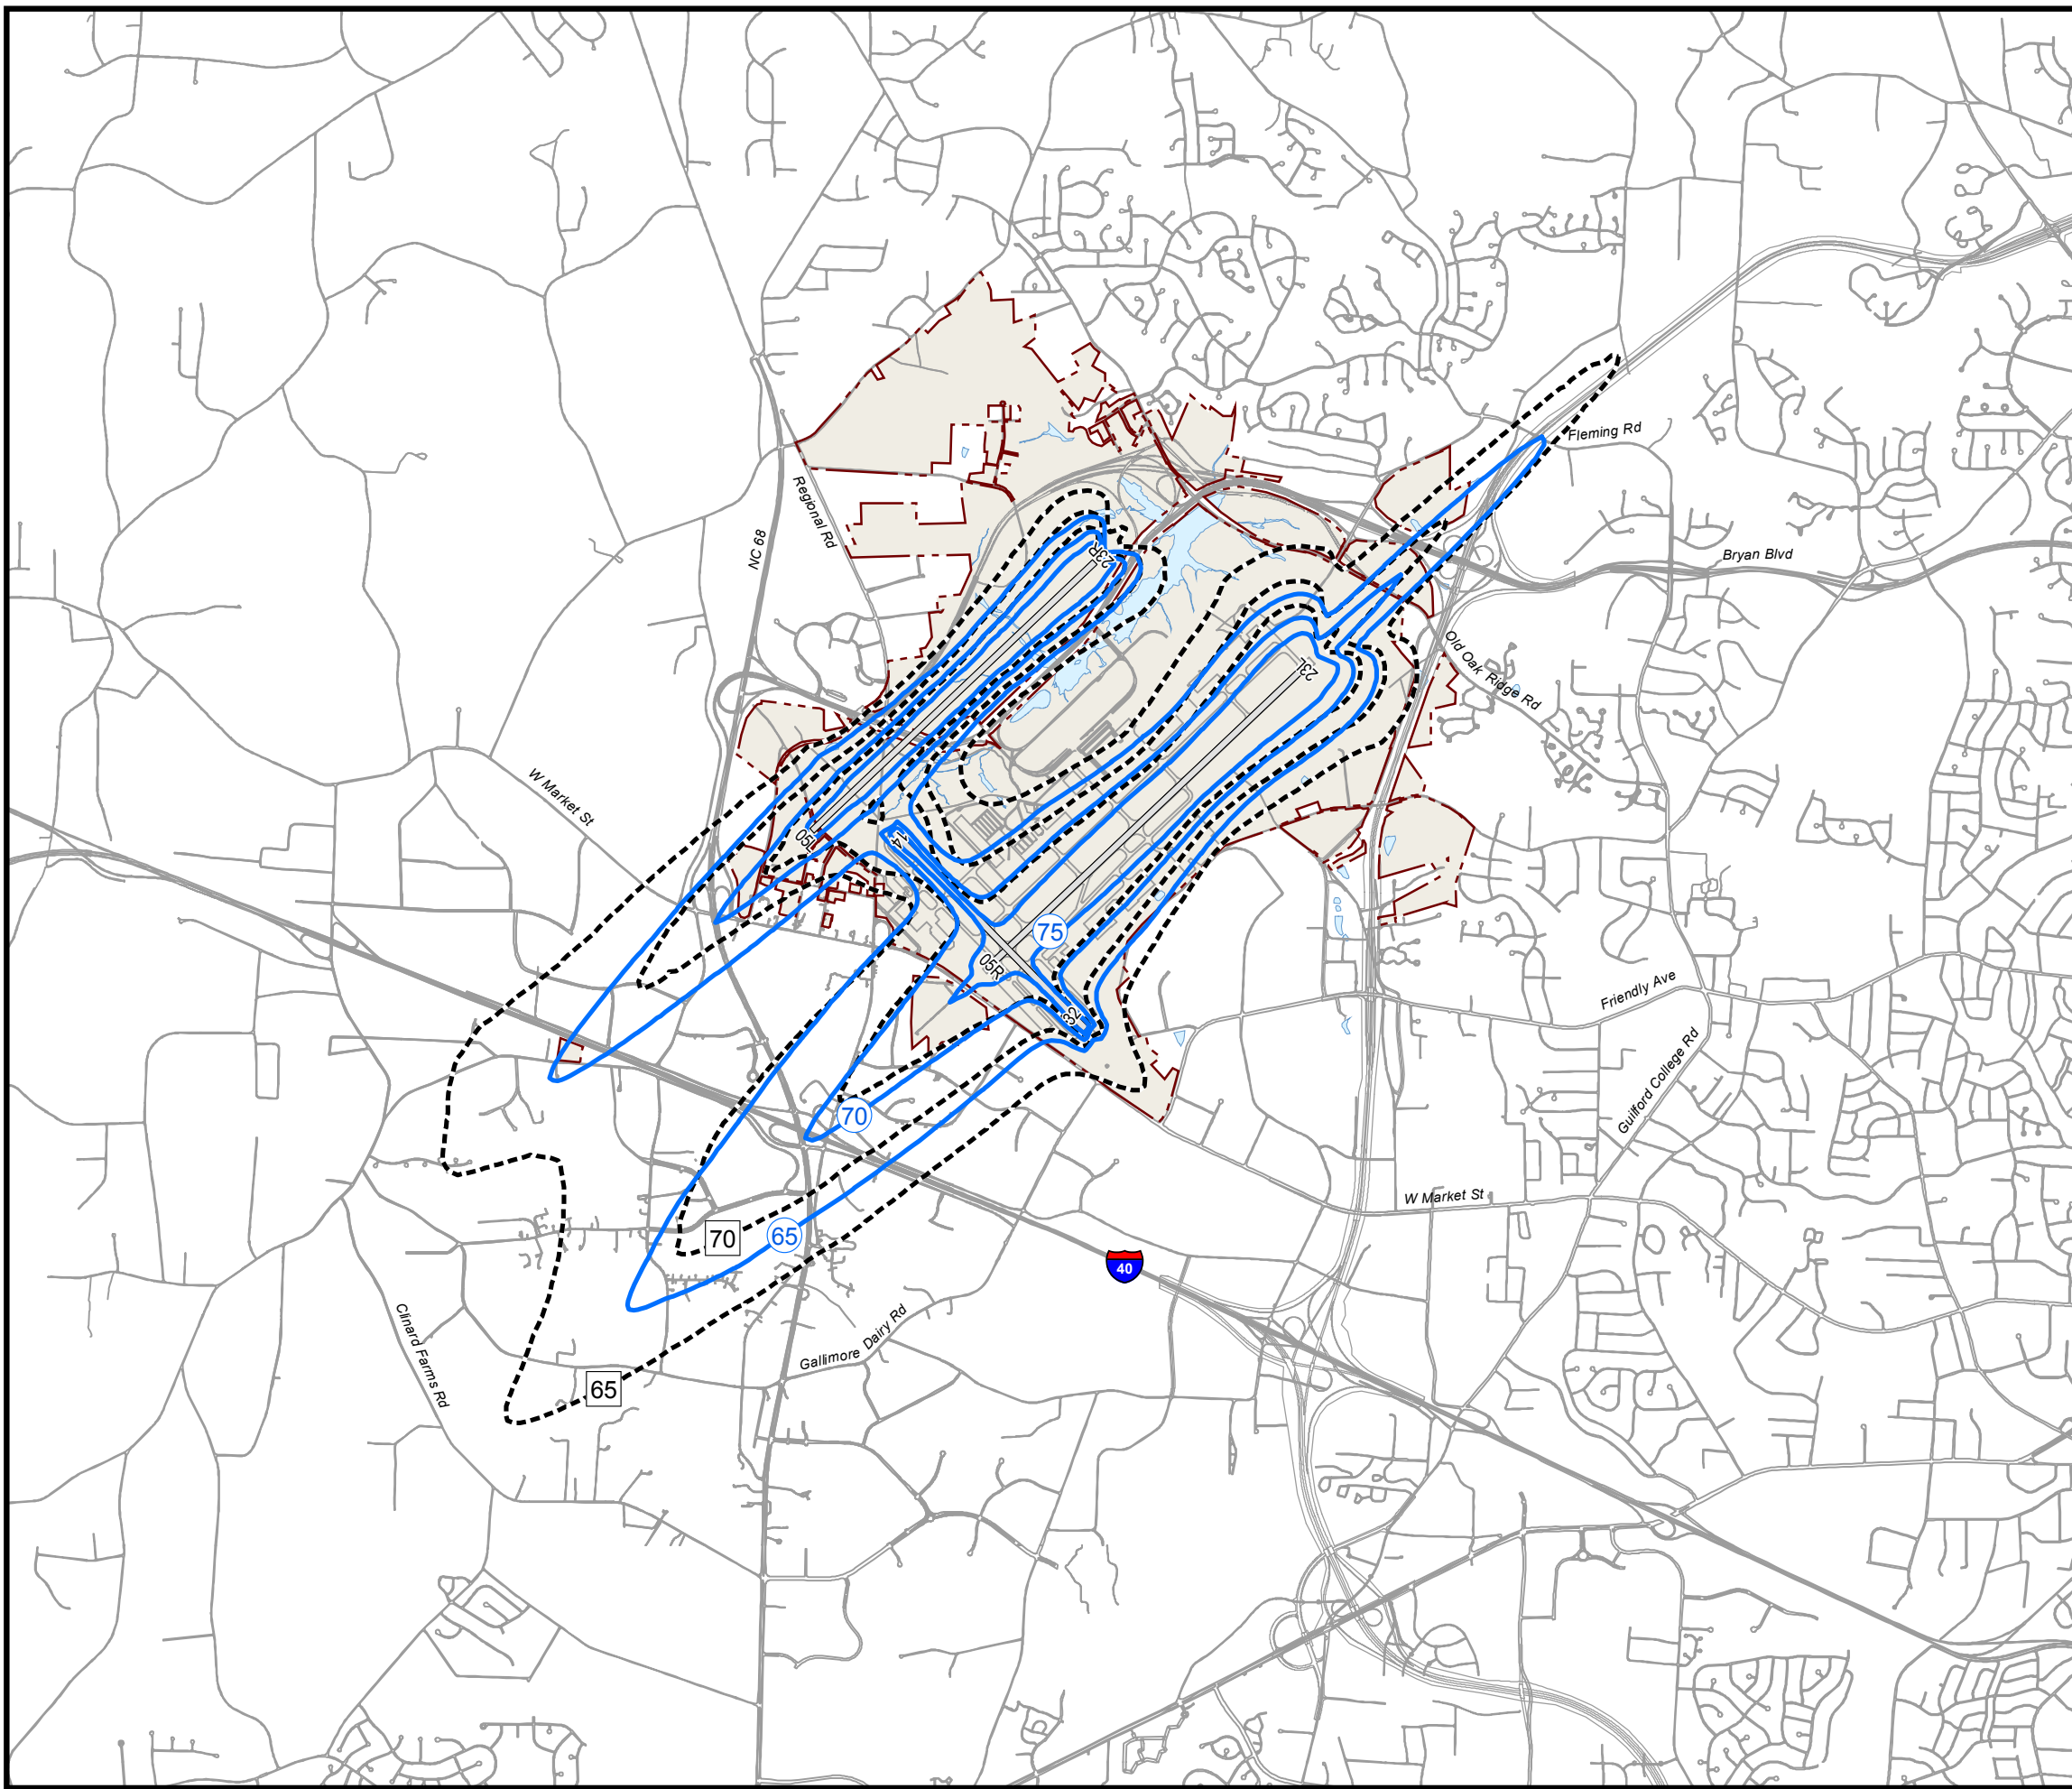 Fleming Rd
Regional Rd
NC 68
23R
Bryan Blvd
Old Oak Ridge Rd
23L
W Market St
05L
14
75
05R
32
Friendly Ave
Guilford College Rd
70
W Market St
70
65
40
Clinard Farms Rd
Gallimore Dairy Rd
65